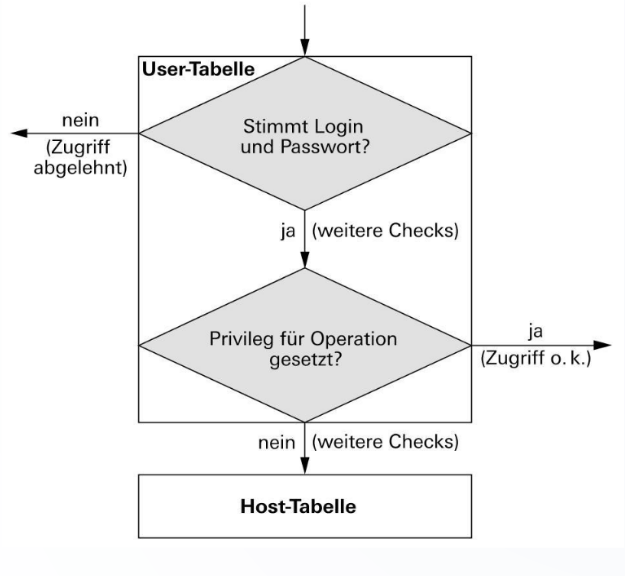 User-Tabelle
Stimmt Login
und Passwort?
nein
(Zugriff
abgelehnt)
ja (weitere Checks)
Privileg für Operation
gesetzt?
ja
(Zugriff o. k.)
nein (weitere Checks)
Host-Tabelle